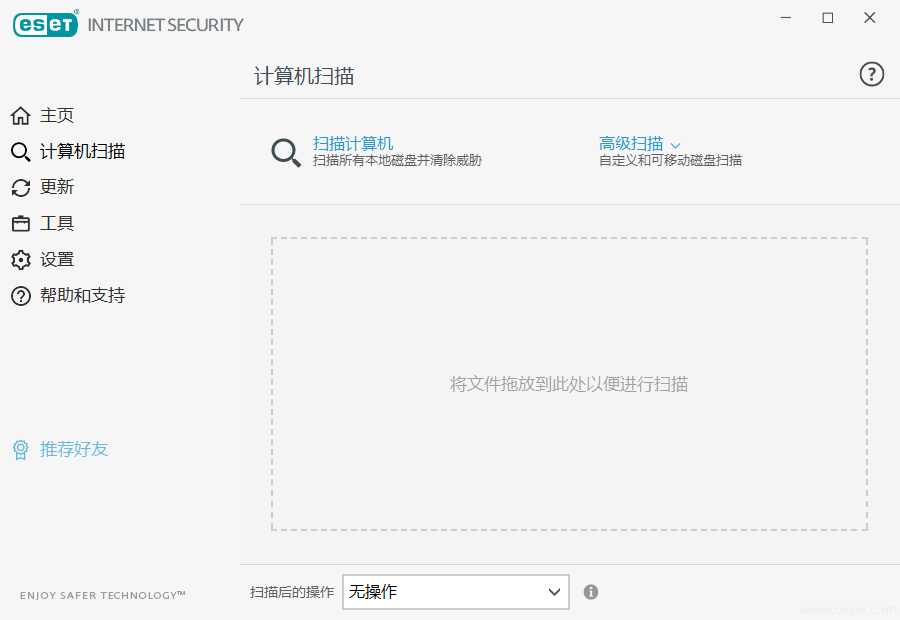 eseT® INTERNET SECURITY
计算机扫描
?
主页
计算机扫描
更新
工具
设置
帮助和支持
推荐好友
扫描计算机
扫描所有本地磁盘并清除威胁
高级扫描
自定义和可移动磁盘扫描
将文件拖放到此处以便进行扫描
扫描后的操作 无操作
ENJOY SAFER TECHNOLOGY™